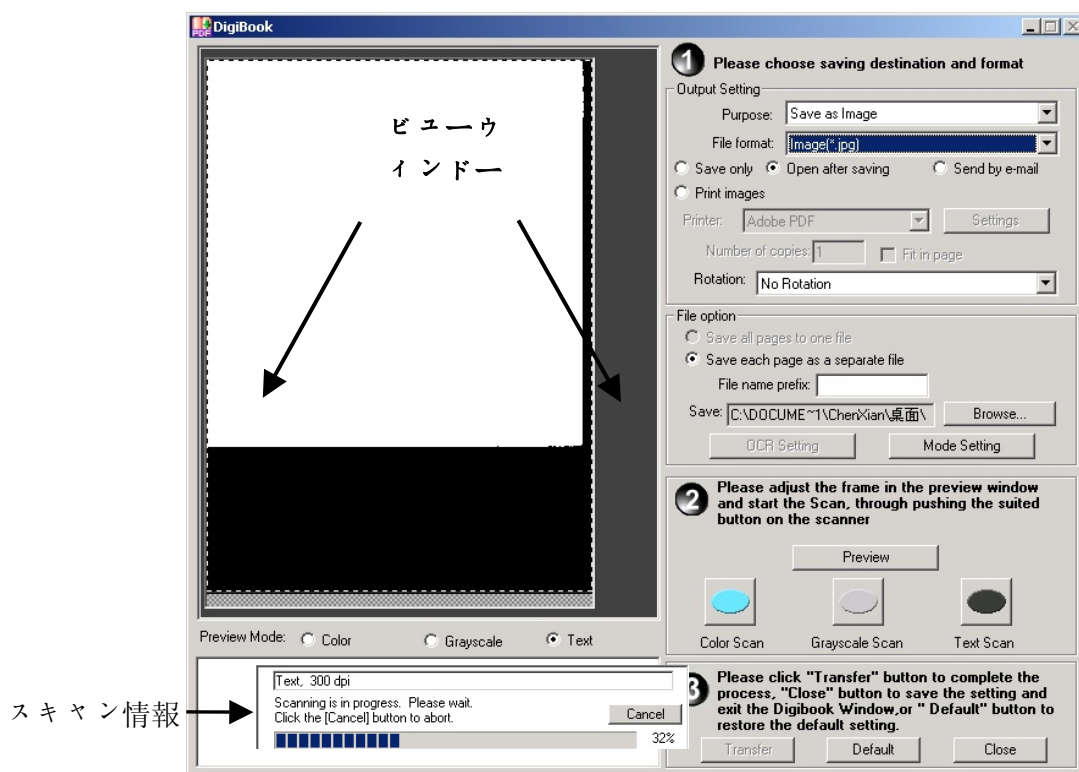 DigiBook
ビューウ
インドー
Preview Mode:
Color
Grayscale
Text
スキャン情報
Text, 300 dpi
Scanning is in progress. Please wait.
Click the [Cancel] button to abort.
Cancel
32%
1 Please choose saving destination and format
Output Setting
Purpose: Save as Image
File format: Image(*.jpg)
Save only Open after saving Send by e-mail
Print images
Printer: Adobe PDF Settings
Number of copies: 1 Fit in page
Rotation: No Rotation
File option
Save all pages to one file
Save each page as a separate file
File name prefix:
Save: C:\DOCUME~1\ChenXian\桌面\ Browse...
OCR Setting Mode Setting
2 Please adjust the frame in the preview window
and start the Scan, through pushing the suited
button on the scanner
Preview
Color Scan Grayscale Scan Text Scan
3 Please click "Transfer" button to complete the
process, "Close" button to save the setting and
exit the Digibook Window,or " Default" button to
restore the default setting.
Transfer Default Close